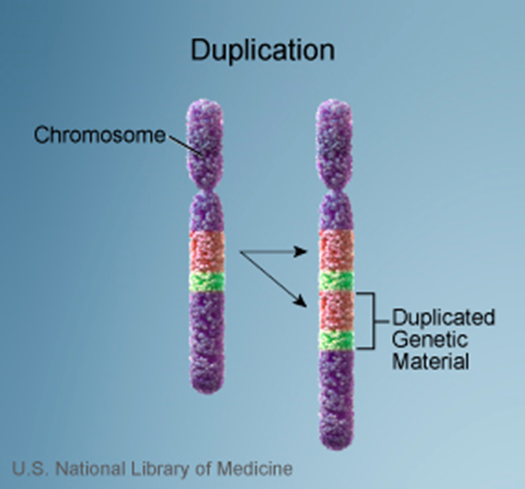 Duplication
Chromosome
Duplicated
Genetic
Material
U.S. National Library of Medicine